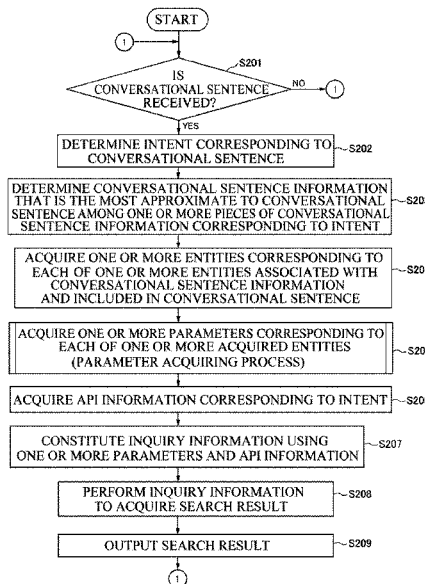 START
1
S201
IS
CONVERSATIONAL SENTENCE
RECEIVED?
NO
1
YES
DETERMINE INTENT CORRESPONDING TO
CONVERSATIONAL SENTENCE
S202
DETERMINE CONVERSATIONAL SENTENCE INFORMATION
THAT IS THE MOST APPROXIMATE TO CONVERSATIONAL
SENTENCE AMONG ONE OR MORE PIECES OF CONVERSATIONAL
SENTENCE INFORMATION CORRESPONDING TO INTENT
S20
ACQUIRE ONE OR MORE ENTITIES CORRESPONDING TO
EACH OF ONE OR MORE ENTITIES ASSOCIATED WITH
CONVERSATIONAL SENTENCE INFORMATION
AND INCLUDED IN CONVERSATIONAL SENTENCE
S20
ACQUIRE ONE OR MORE PARAMETERS CORRESPONDING TO
EACH OF ONE OR MORE ACQUIRED ENTITIES
(PARAMETER ACQUIRING PROCESS)
S20
ACQUIRE API INFORMATION CORRESPONDING TO INTENT
S20
CONSTITUTE INQUIRY INFORMATION USING
ONE OR MORE PARAMETERS AND API INFORMATION
S207
PERFORM INQUIRY INFORMATION
TO ACQUIRE SEARCH RESULT
S208
OUTPUT SEARCH RESULT
S209
1